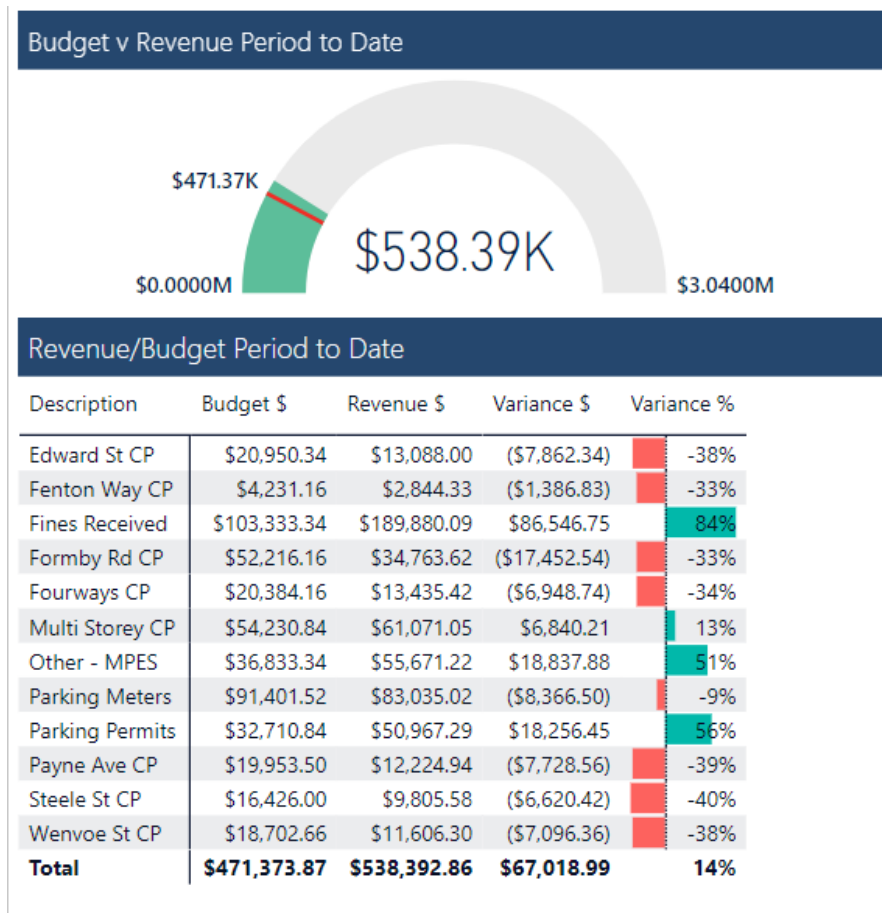 Budget v Revenue Period to Date
$471.37K
$538.39K
$0.0000M $3.0400M
Revenue/Budget Period to Date
Description Budget $ Revenue $ Variance $ Variance %
Edward St CP $20,950.34 $13,088.00 ($7,862.34) -38%
Fenton Way CP $4,231.16 $2,844.33 ($1,386.83) -33%
Fines Received $103,333.34 $189,880.09 $86,546.75 84%
Formby Rd CP $52,216.16 $34,763.62 ($17,452.54) -33%
Fourways CP $20,384.16 $13,435.42 ($6,948.74) -34%
Multi Storey CP $54,230.84 $61,071.05 $6,840.21 13%
Other - MPES $36,833.34 $55,671.22 $18,837.88 51%
Parking Meters $91,401.52 $83,035.02 ($8,366.50) -9%
Parking Permits $32,710.84 $50,967.29 $18,256.45 56%
Payne Ave CP $19,953.50 $12,224.94 ($7,728.56) -39%
Steele St CP $16,426.00 $9,805.58 ($6,620.42) -40%
Wenvoe St CP $18,702.66 $11,606.30 ($7,096.36) -38%
Total $471,373.87 $538,392.86 $67,018.99 14%